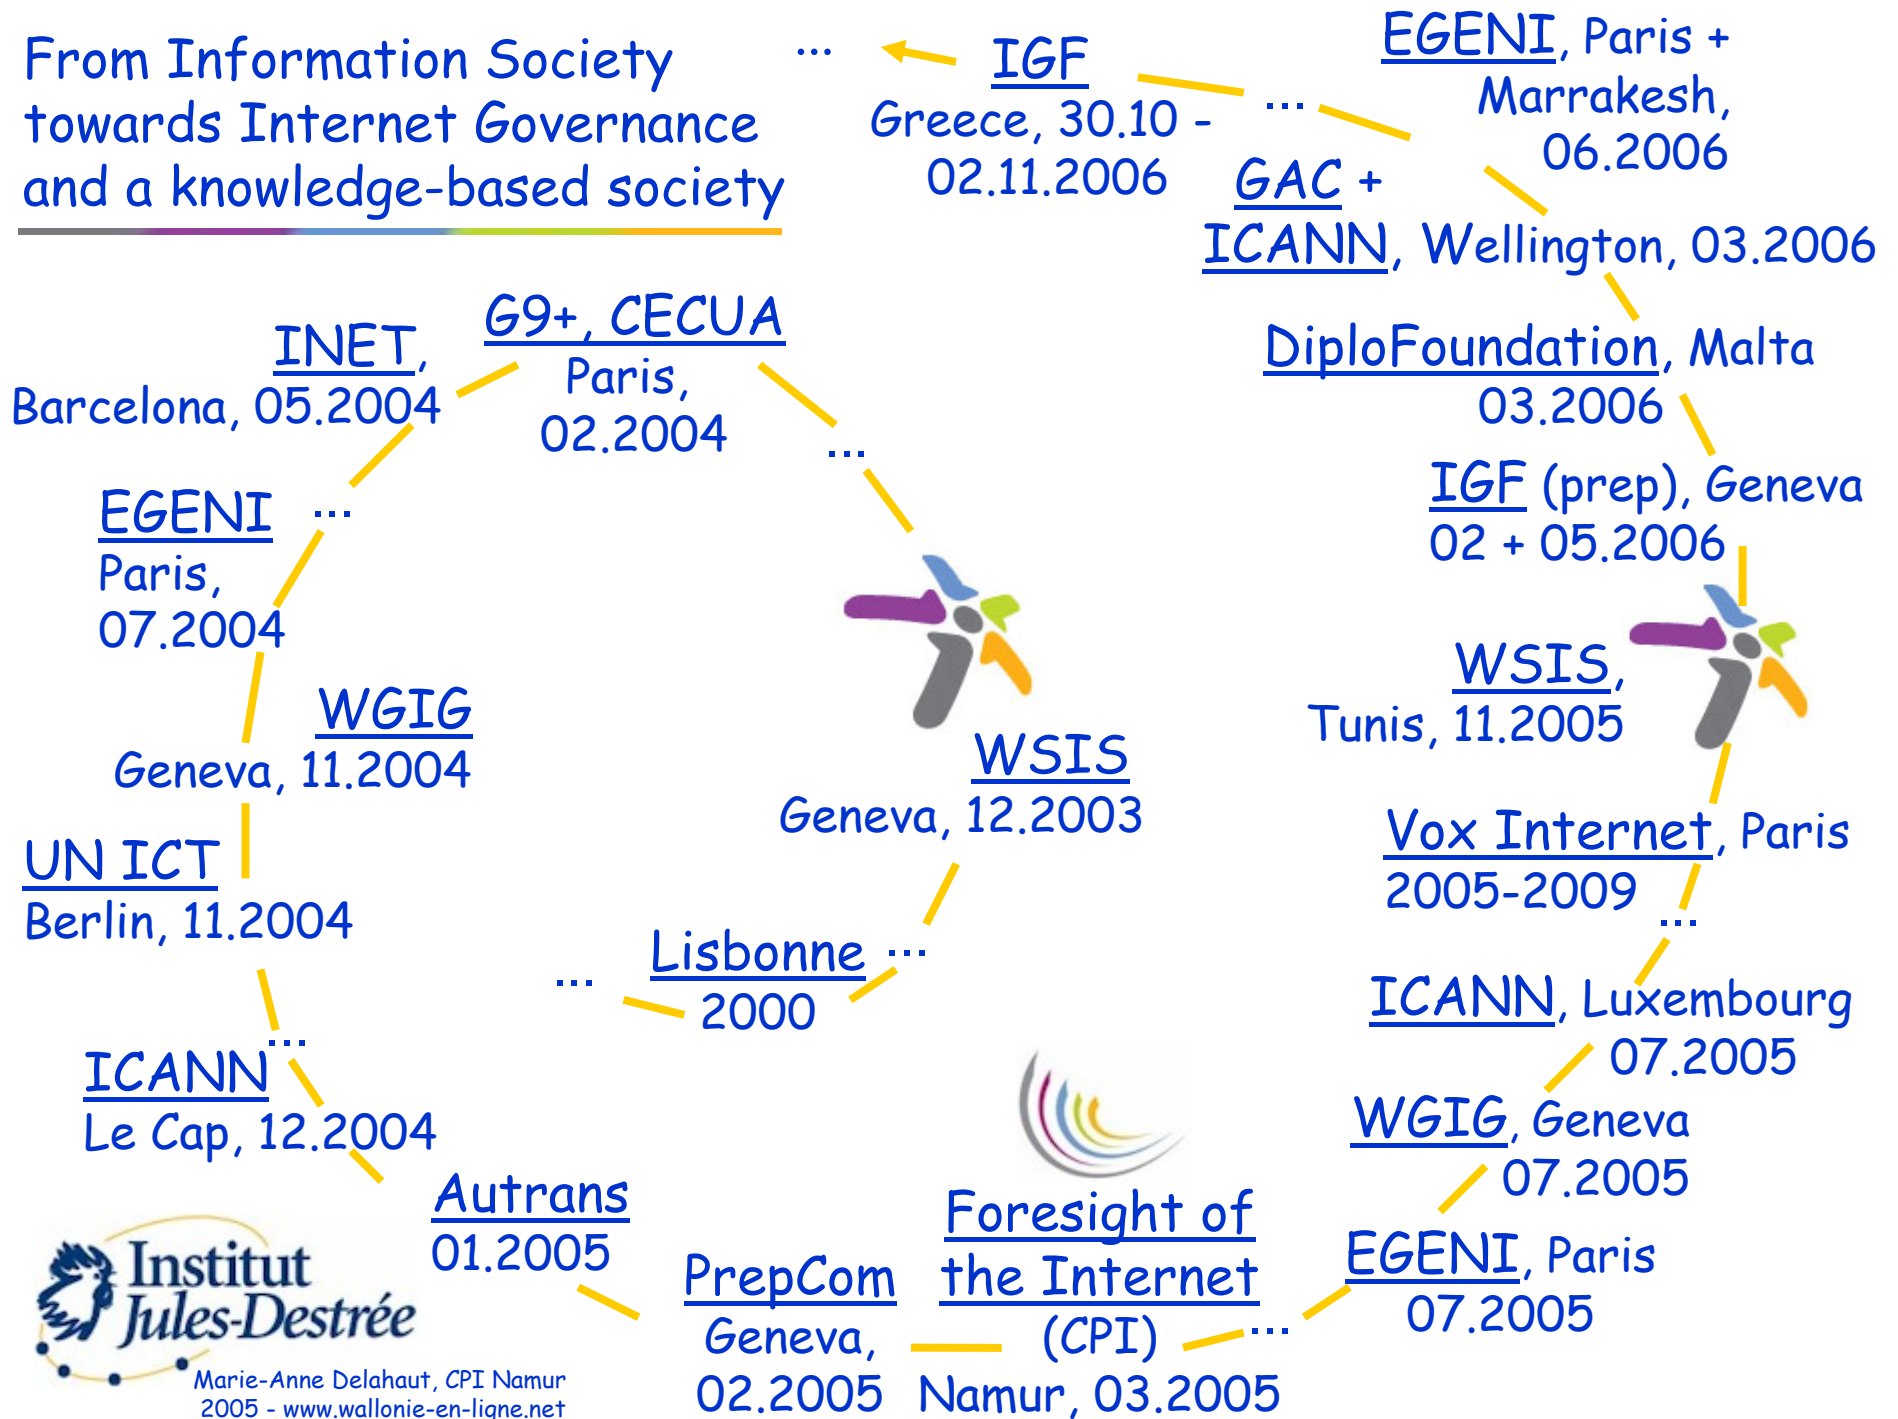 From Information Society
towards Internet Governance
and a knowledge-based society
...
IGF
Greece, 30.10 -
02.11.2006
...
EGENI, Paris +
Marrakesh,
06.2006
GAC +
ICANN, Wellington, 03.2006
DiploFoundation, Malta
03.2006
IGF (prep), Geneva
02 + 05.2006
WSIS,
Tunis, 11.2005
Vox Internet, Paris
2005-2009
...
ICANN, Luxembourg
07.2005
WGIG, Geneva
07.2005
EGENI, Paris
07.2005
...
Foresight of
the Internet
(CPI)
Namur, 03.2005
PrepCom
Geneva,
02.2005
Autrans
01.2005
ICANN
Le Cap, 12.2004
...
UN ICT
Berlin, 11.2004
WGIG
Geneva, 11.2004
EGENI
Paris,
07.2004
...
INET,
Barcelona, 05.2004
G9+, CECUA
Paris,
02.2004
...
WSIS
Geneva, 12.2003
...
Lisbonne
2000
...
Institut
Jules-Destrée
Marie-Anne Delahaut, CPI Namur
2005 - www.wallonie-en-ligne.net